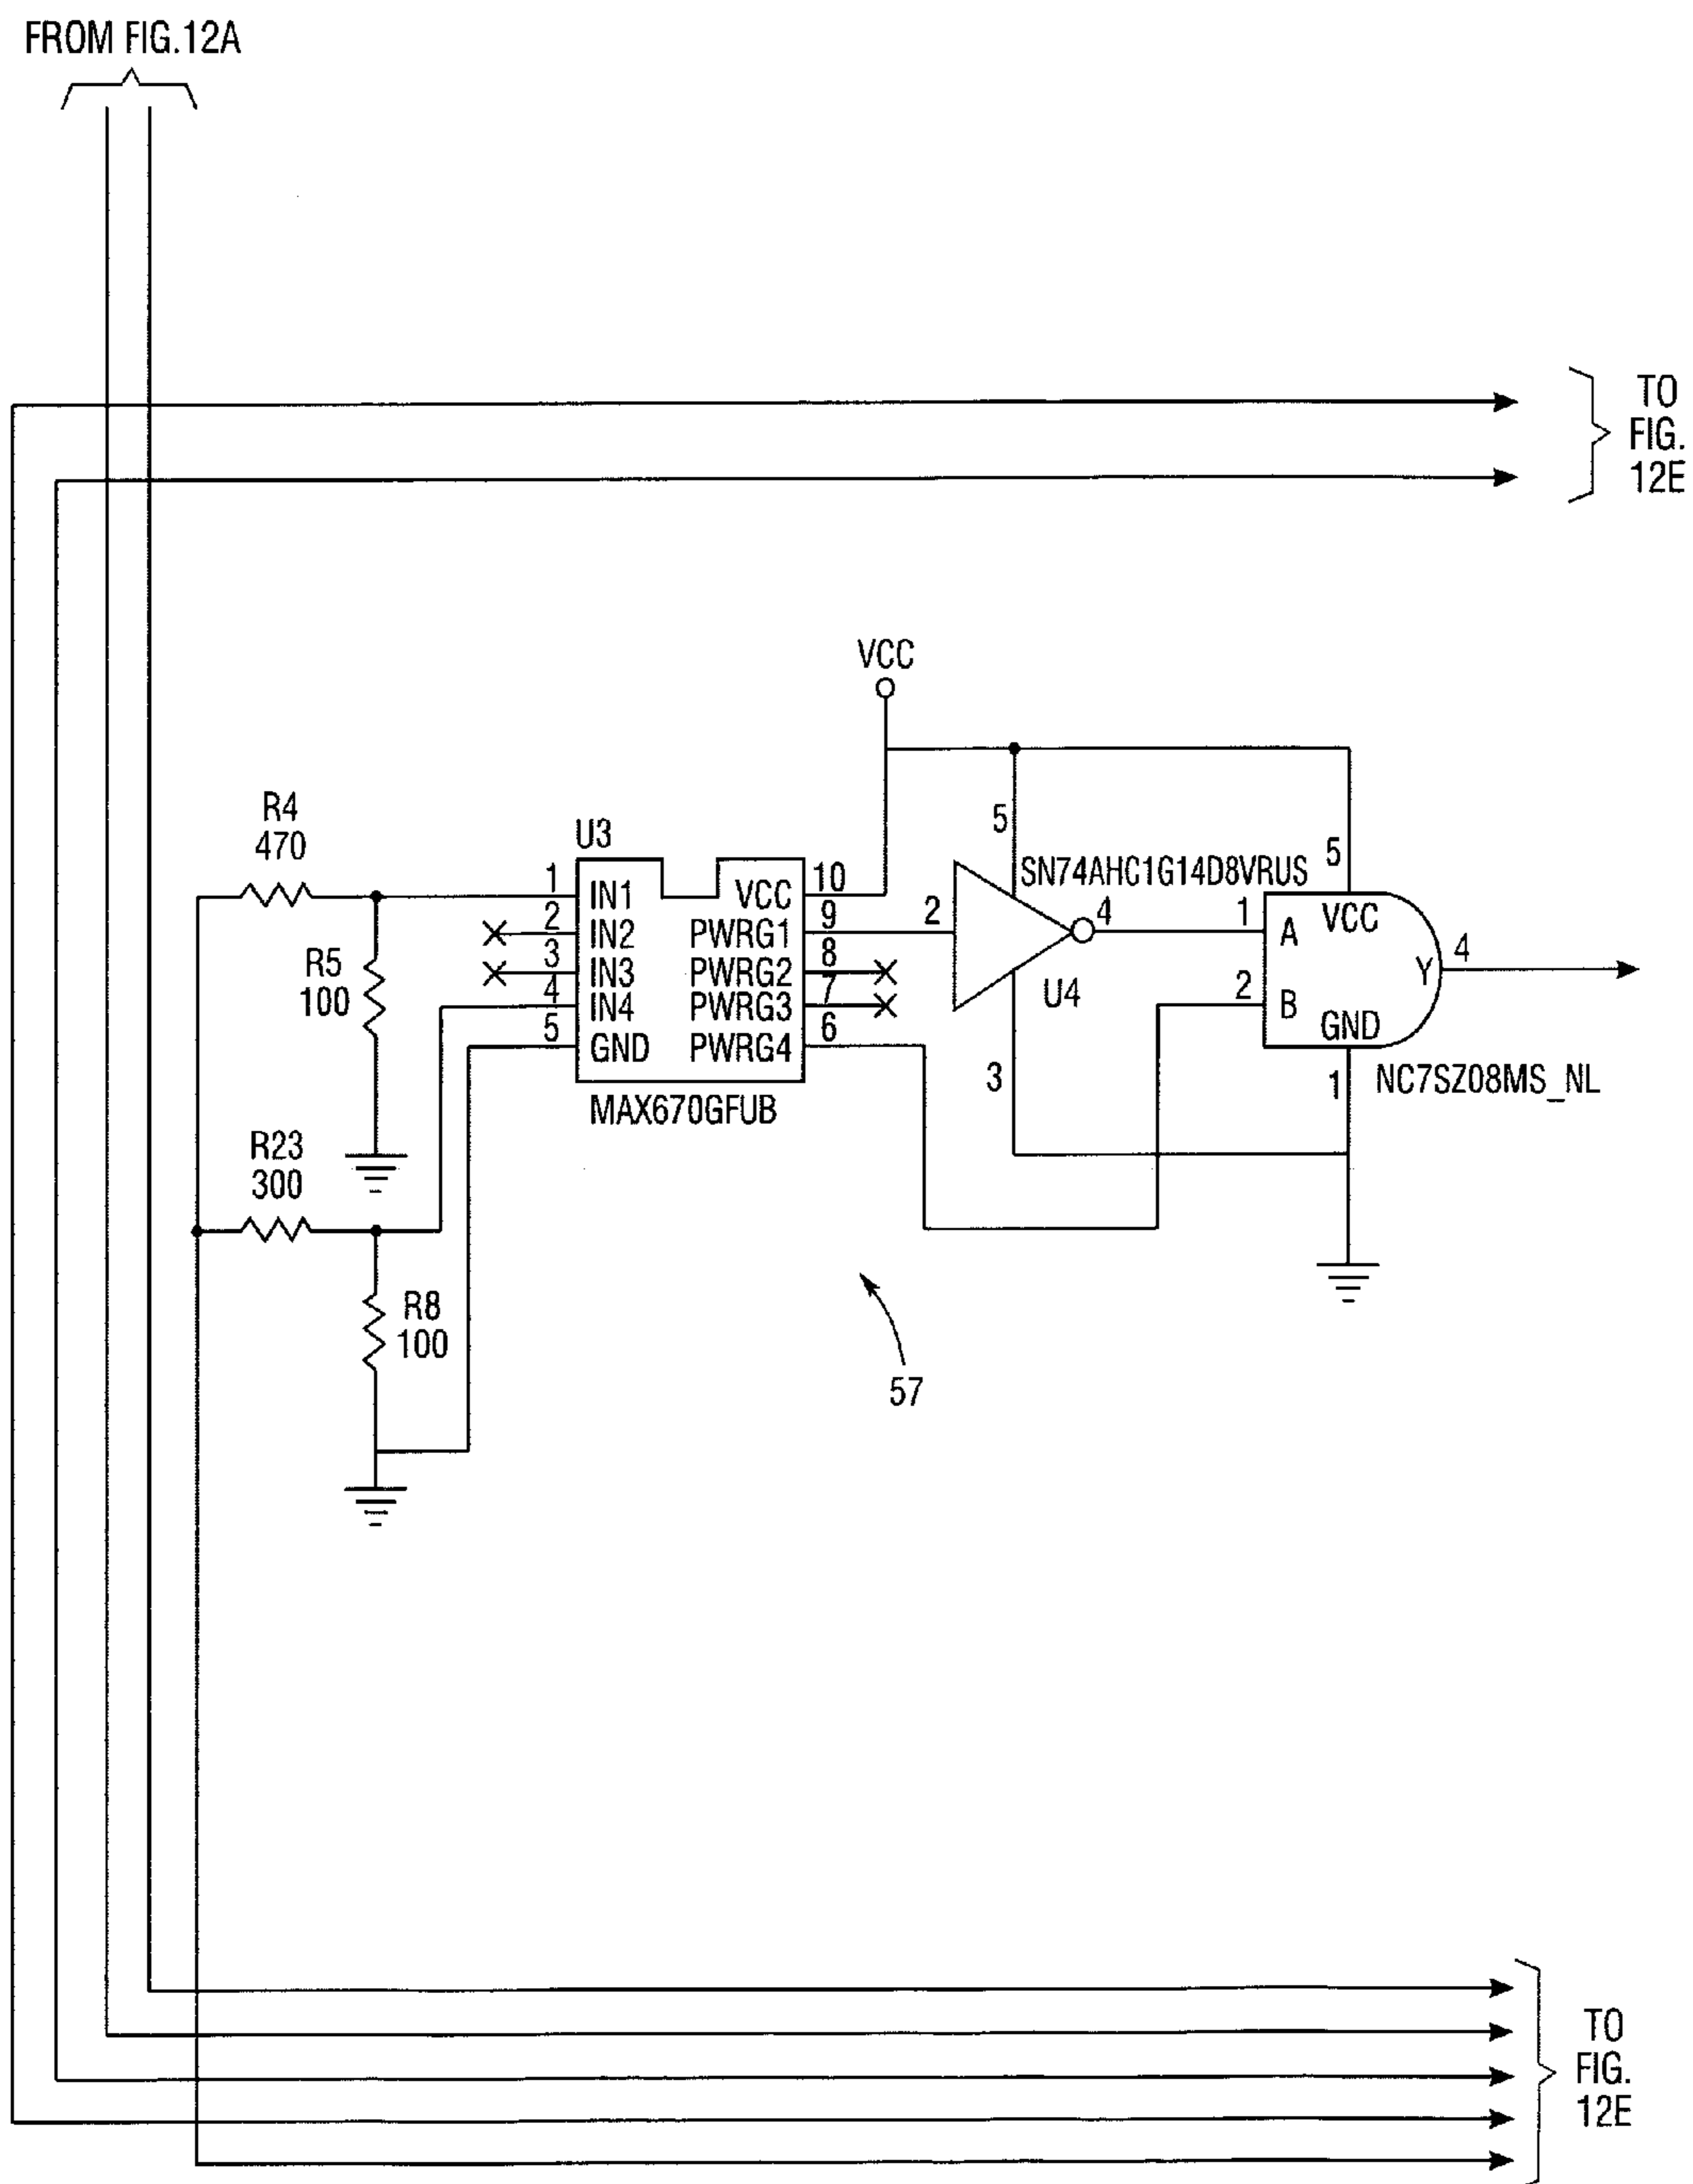 FROM FIG.12A
TO
FIG.
12E
VCC
R4
470
U3
5
SN74AHC1G14D8VRUS
5
1
IN1
VCC
10
2
IN2
PWRG1
9
2
4
1
A
VCC
R5
100
3
IN3
PWRG2
8
Y
4
4
IN4
PWRG3
7
U4
2
B
5
GND
PWRG4
6
GND
3
1
NC7SZ08MS_NL
MAX670GFUB
R23
300
R8
100
57
TO
FIG.
12E